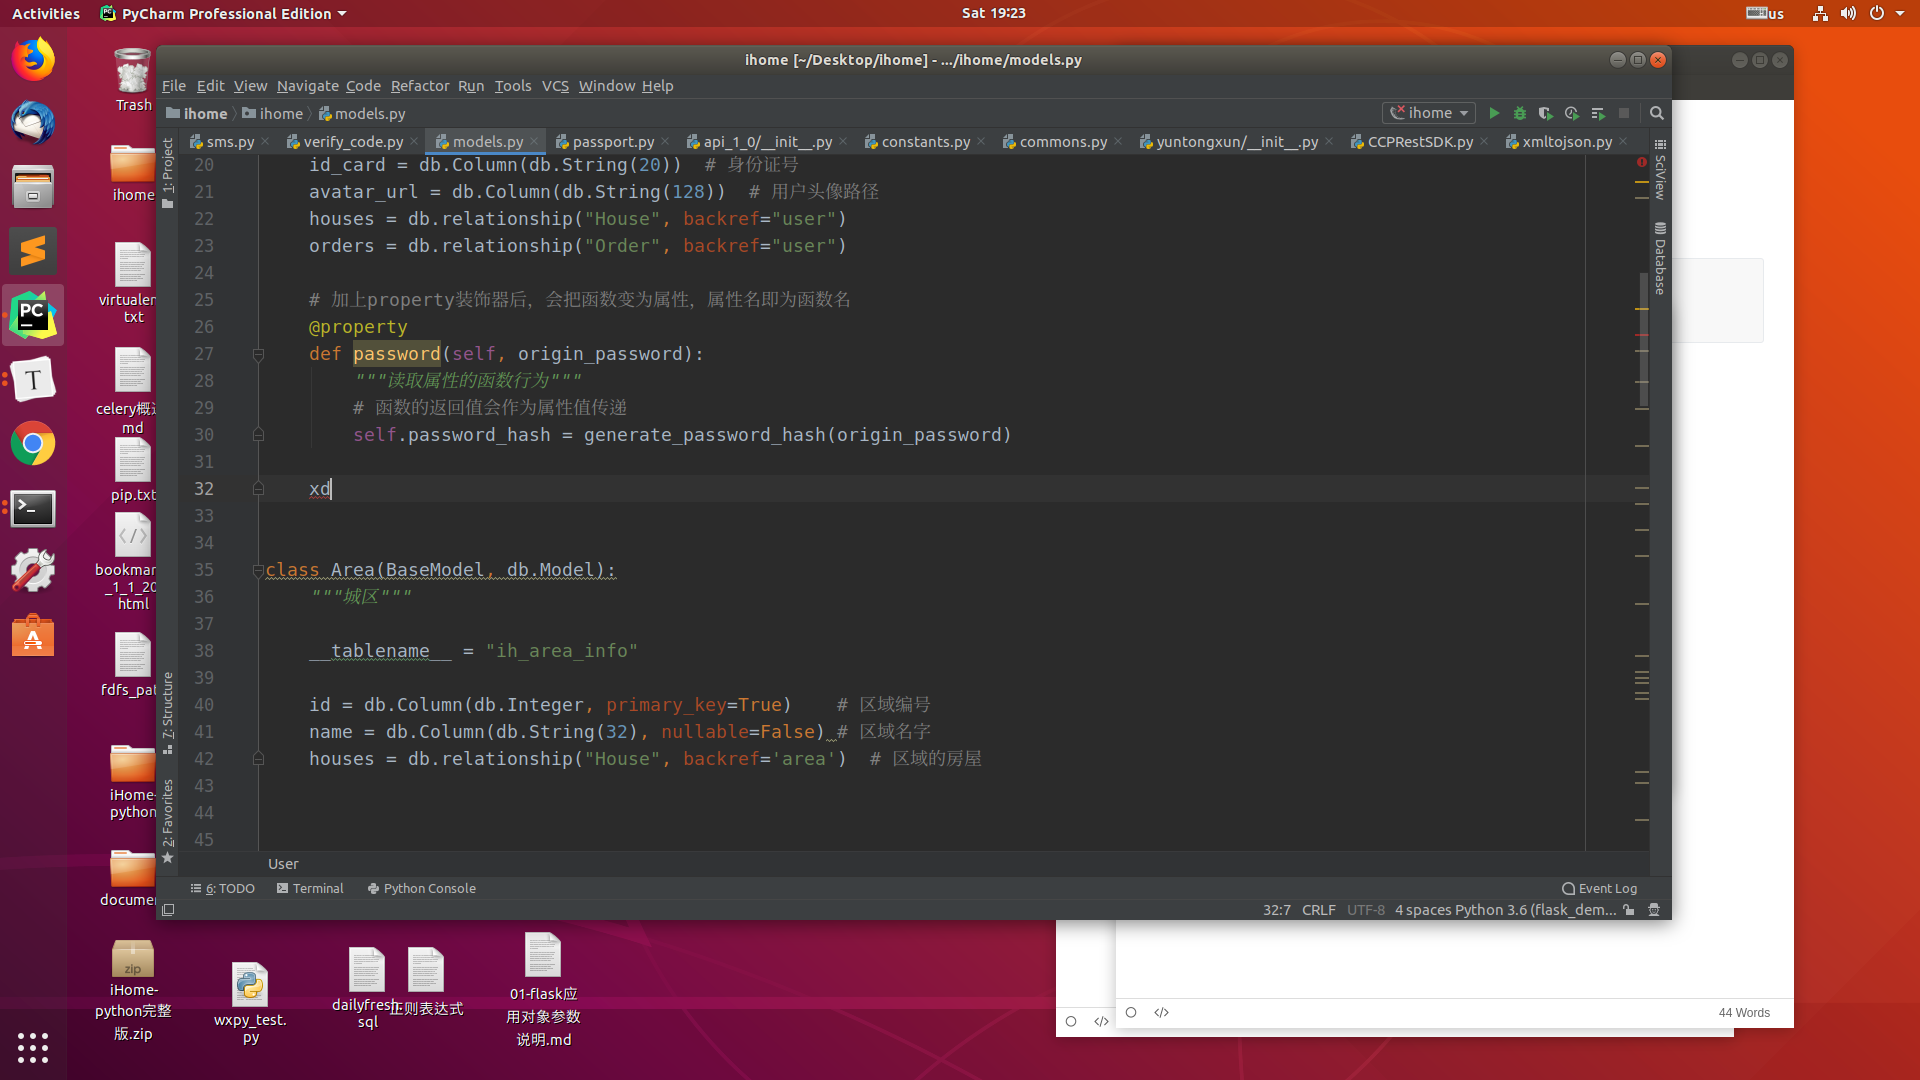 Activities
PyCharm Professional Edition
Sat 19:23
us
ihome [~/Desktop/ihome] - .../ihome/models.py
File Edit View Navigate Code Refactor Run Tools VCS Window Help
ihome ihome models.py
ihome
sms.py verify_code.py models.py passport.py api_1_0/__init__.py constants.py commons.py yuntongxun/__init__.py CCPRestSDK.py xmltojson.py
1: Project
7: Structure
2: Favorites
SciView
Database
20 id_card = db.Column(db.String(20))  # 身份证号
21 avatar_url = db.Column(db.String(128))  # 用户头像路径
22 houses = db.relationship("House", backref="user")
23 orders = db.relationship("Order", backref="user")
24
25 # 加上property装饰器后，会把函数变为属性，属性名即为函数名
26 @property
27 def password(self, origin_password):
28 """读取属性的函数行为"""
29 # 函数的返回值会作为属性值传递
30 self.password_hash = generate_password_hash(origin_password)
31
32 xd
33
34
35 class Area(BaseModel, db.Model):
36 """城区"""
37
38 __tablename__ = "ih_area_info"
39
40 id = db.Column(db.Integer, primary_key=True)    # 区域编号
41 name = db.Column(db.String(32), nullable=False) # 区域名字
42 houses = db.relationship("House", backref='area')  # 区域的房屋
43
44
45
User
6: TODO
Terminal
Python Console
Event Log
32:7 CRLF UTF-8 4 spaces Python 3.6 (flask_dem...
Trash
ihome
virtualen
txt
celery概
md
pip.txt
bookmar
_1_1_20
html
fdfs_pat
iHome-
python
documen
iHome-
python完整
版.zip
zip
wxpy_test.
py
dailyfresh.
sql
正则表达式
01-flask应
用对象参数
说明.md
44 Words